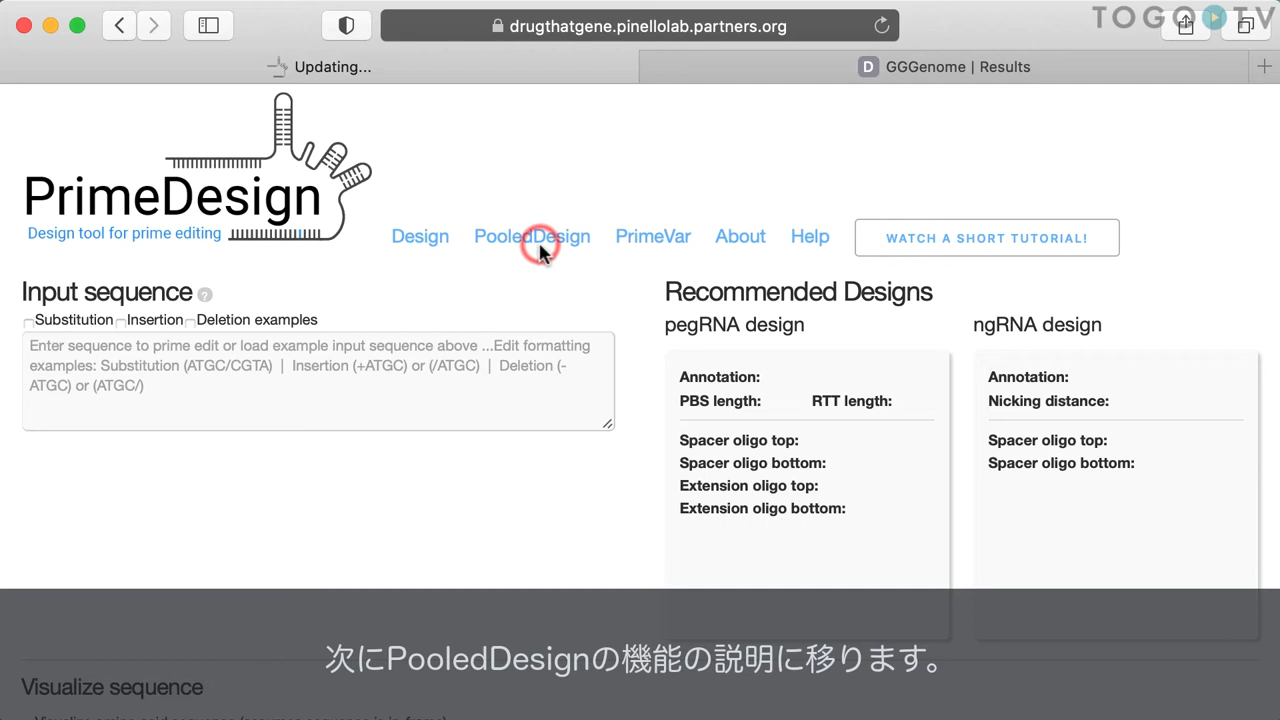 TOGO TV
drugthatgene.pinellolab.partners.org
Updating...
D GGGenome | Results
PrimeDesign
Design tool for prime editing
Design PooledDesign PrimeVar About Help WATCH A SHORT TUTORIAL!
Input sequence ?
Substitution Insertion Deletion examples
Enter sequence to prime edit or load example input sequence above ...Edit formatting
examples: Substitution (ATGC/CGTA) | Insertion (+ATGC) or (/ATGC) | Deletion (-
ATGC) or (ATGC/)
Recommended Designs
pegRNA design
Annotation:
PBS length: RTT length:
Spacer oligo top:
Spacer oligo bottom:
Extension oligo top:
Extension oligo bottom:
ngRNA design
Annotation:
Nicking distance:
Spacer oligo top:
Spacer oligo bottom:
次にPooledDesignの機能の説明に移ります。
Visualize sequence